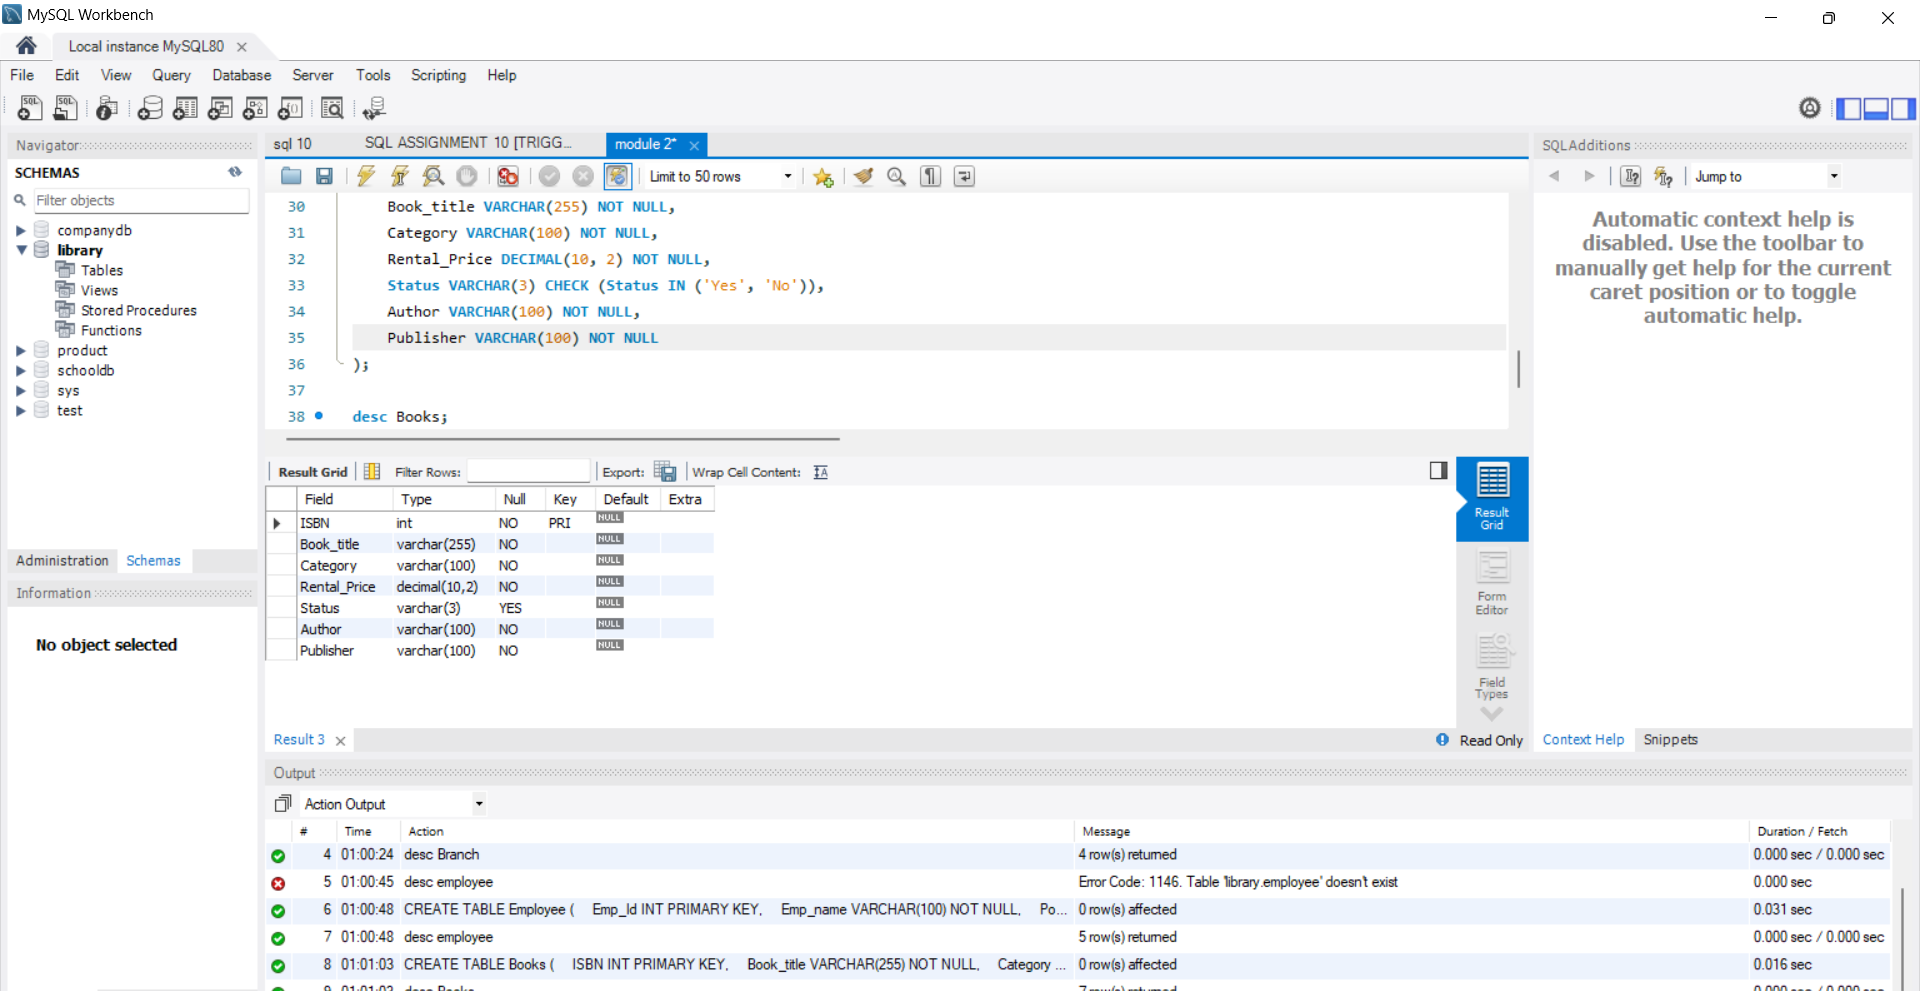 MySQL Workbench
Local instance MySQL80
File Edit View Query Database Server Tools Scripting Help
Navigator
SCHEMAS
Filter objects
companydb
library
Tables
Views
Stored Procedures
Functions
product
schooldb
sys
test
Administration Schemas
Information
No object selected
sql 10 SQL ASSIGNMENT 10 [TRIGG... module 2*
Limit to 50 rows
30 Book_title VARCHAR(255) NOT NULL,
31 Category VARCHAR(100) NOT NULL,
32 Rental_Price DECIMAL(10, 2) NOT NULL,
33 Status VARCHAR(3) CHECK (Status IN ('Yes', 'No')),
34 Author VARCHAR(100) NOT NULL,
35 Publisher VARCHAR(100) NOT NULL
36 );
37
38 desc Books;
Result Grid Filter Rows: Export: Wrap Cell Content:
Field Type Null Key Default Extra
ISBN int NO PRI NULL
Book_title varchar(255) NO NULL
Category varchar(100) NO NULL
Rental_Price decimal(10,2) NO NULL
Status varchar(3) YES NULL
Author varchar(100) NO NULL
Publisher varchar(100) NO NULL
Result Grid
Form Editor
Field Types
Result 3
Read Only
SQLAdditions
Jump to
Automatic context help is
disabled. Use the toolbar to
manually get help for the current
caret position or to toggle
automatic help.
Context Help Snippets
Output
Action Output
# Time Action Message Duration / Fetch
4 01:00:24 desc Branch 4 row(s) returned 0.000 sec / 0.000 sec
5 01:00:45 desc employee Error Code: 1146. Table 'library.employee' doesn't exist 0.000 sec
6 01:00:48 CREATE TABLE Employee ( Emp_Id INT PRIMARY KEY, Emp_name VARCHAR(100) NOT NULL, Po... 0 row(s) affected 0.031 sec
7 01:00:48 desc employee 5 row(s) returned 0.000 sec / 0.000 sec
8 01:01:03 CREATE TABLE Books ( ISBN INT PRIMARY KEY, Book_title VARCHAR(255) NOT NULL, Category ... 0 row(s) affected 0.016 sec
9 01:01:03 desc Books 7 row(s) returned 0.000 sec / 0.000 sec